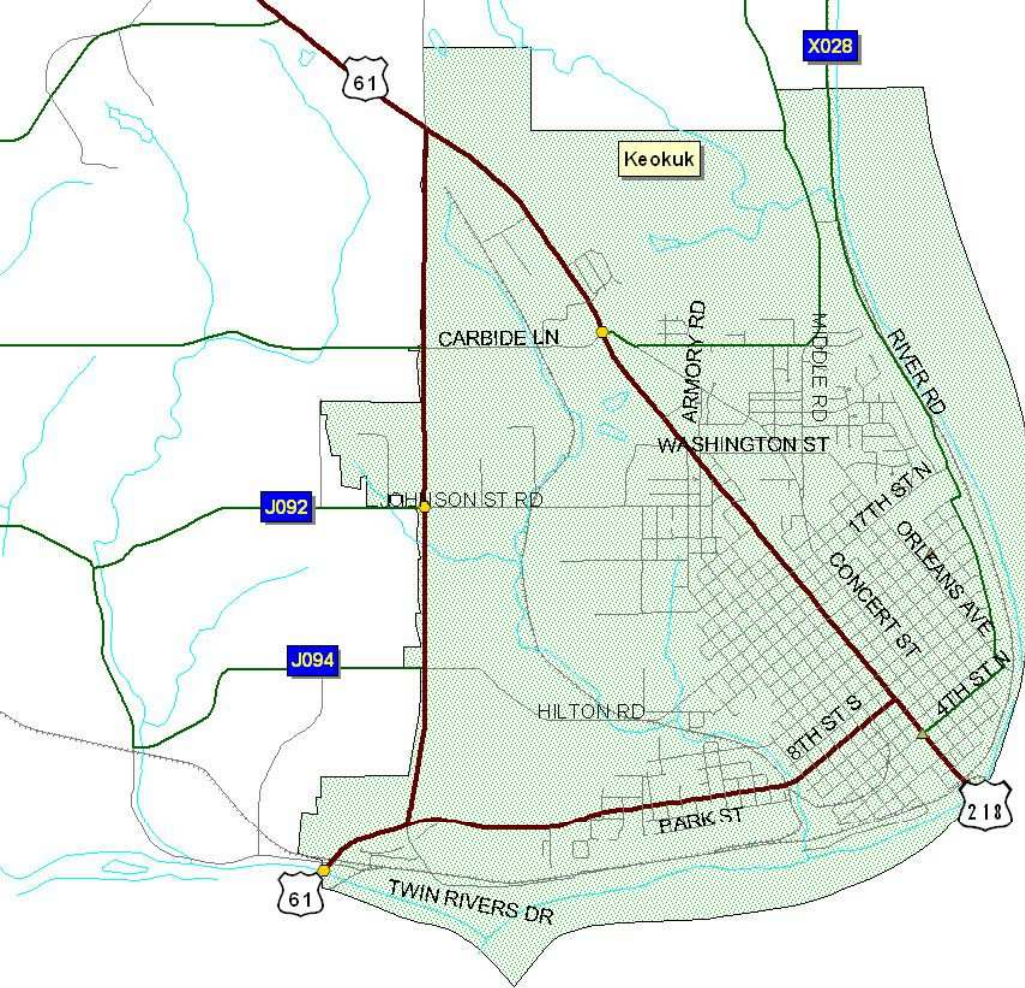 X028
61
Keokuk
CARBIDE LN
ARMORY RD
MIDDLE RD
RIVER RD
WASHINGTON ST
J092
JOHNSON ST RD
17TH ST N
ORLEANS AVE
CONCERT ST
J094
HILTON RD
8TH ST S
4TH ST N
PARK ST
218
61
TWIN RIVERS DR